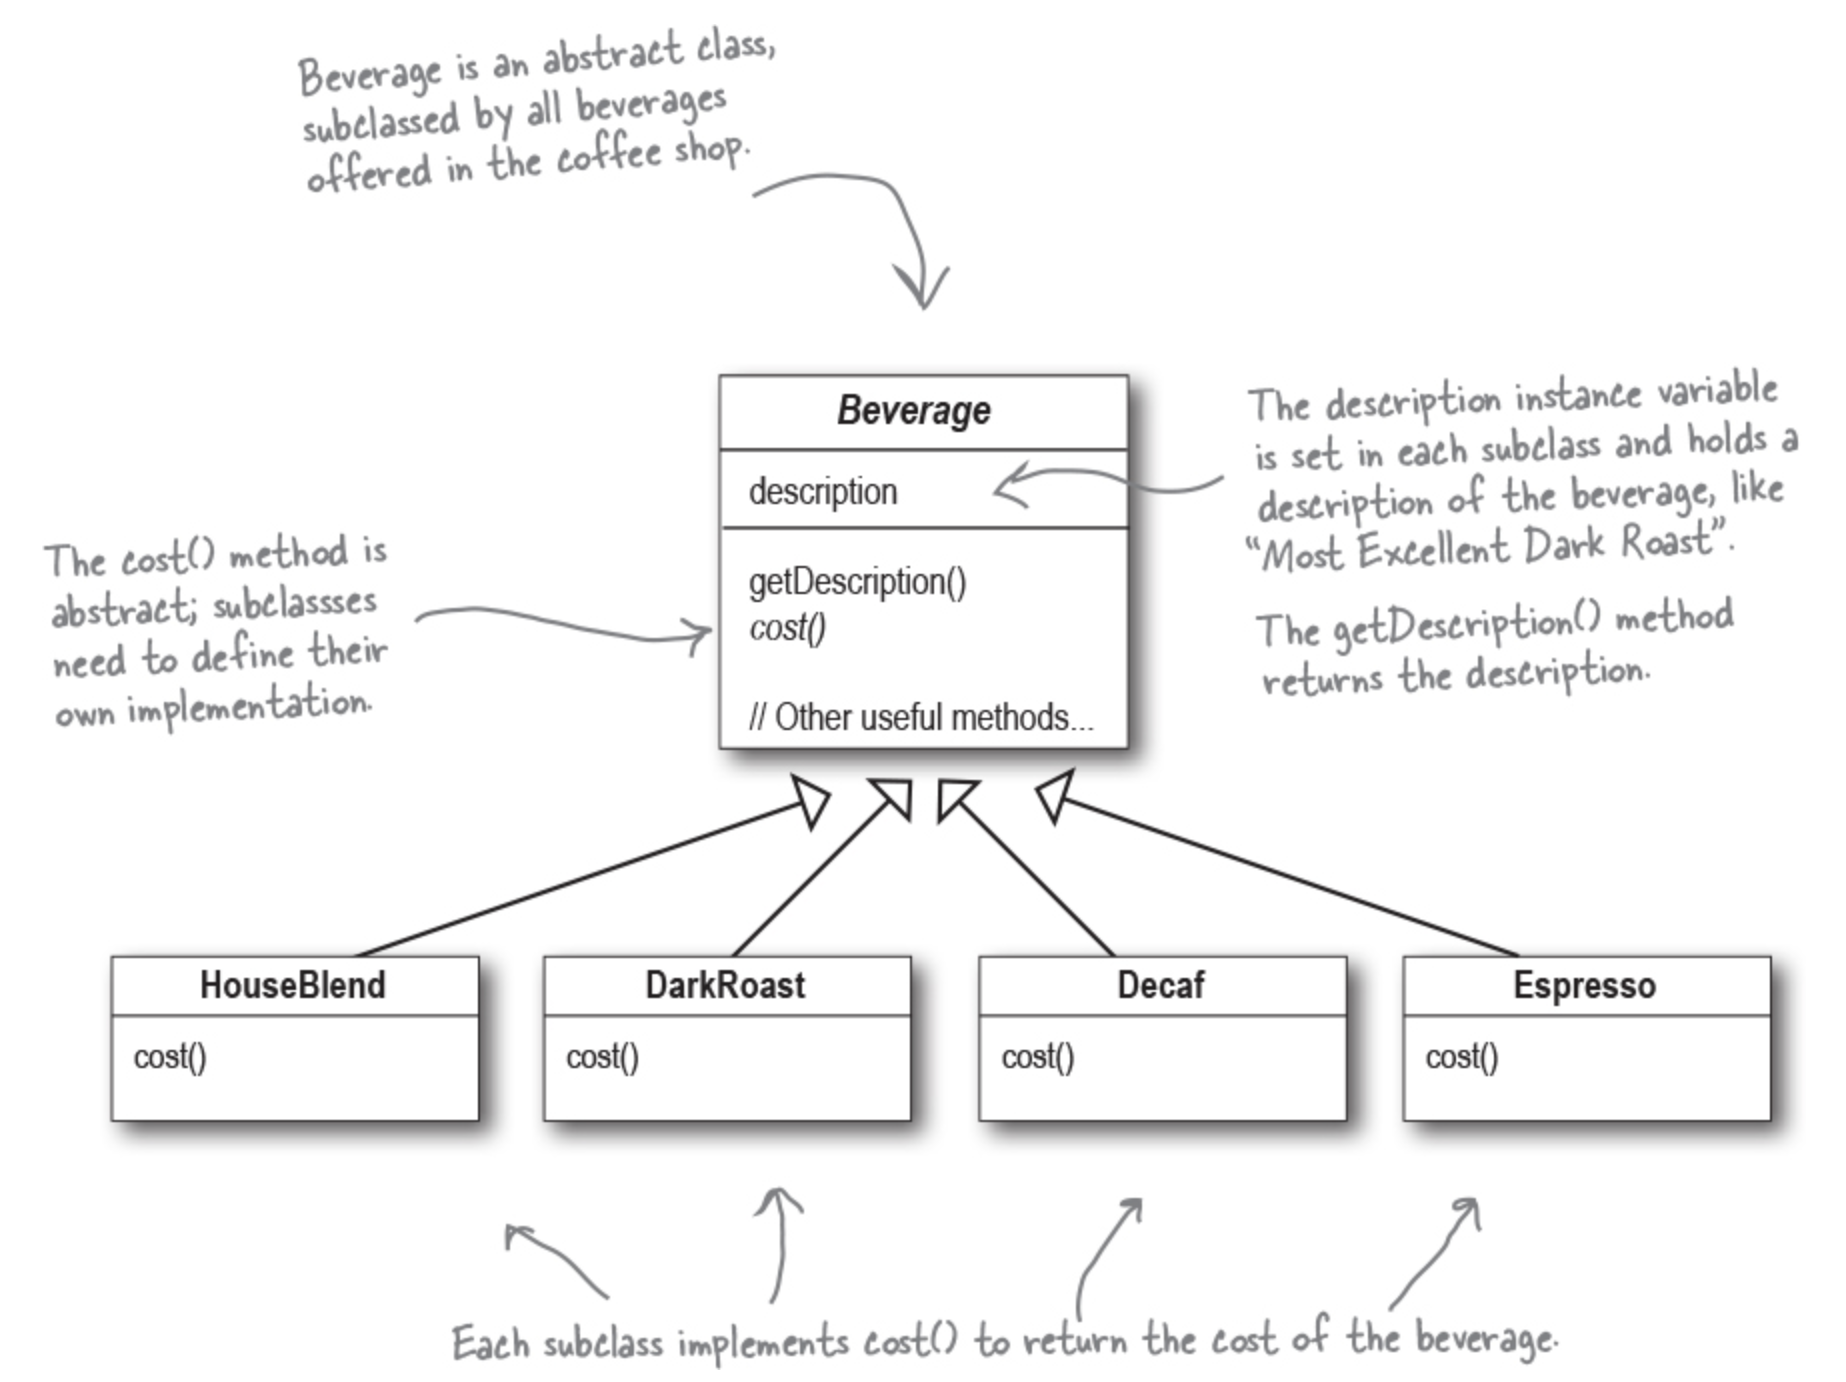 Beverage is an abstract class,
subclassed by all beverages
offered in the coffee shop.
Beverage
description
getDescription()
cost()
// Other useful methods...
The description instance variable
is set in each subclass and holds a
description of the beverage, like
“Most Excellent Dark Roast”.
The getDescription() method
returns the description.
The cost() method is
abstract; subclassses
need to define their
own implementation.
HouseBlend
cost()
DarkRoast
cost()
Decaf
cost()
Espresso
cost()
Each subclass implements cost() to return the cost of the beverage.